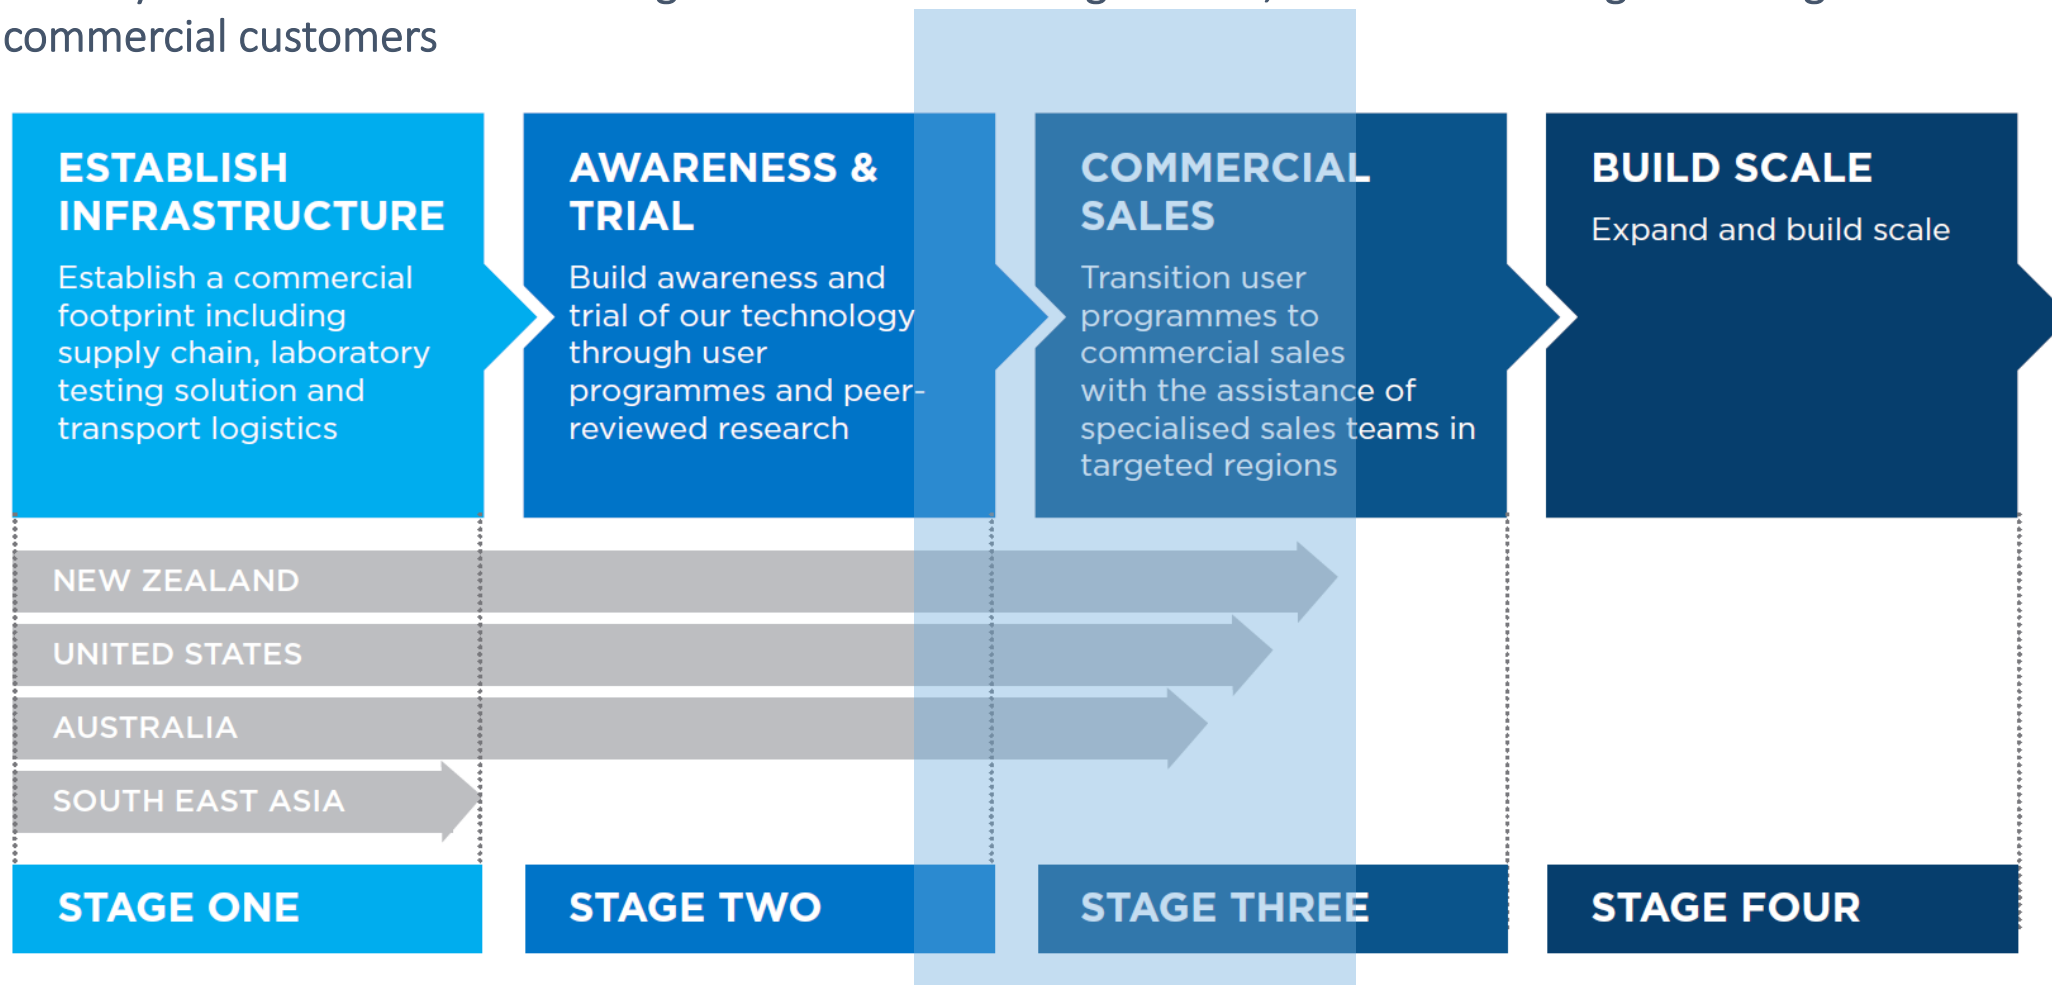 commercial customers
ESTABLISH
INFRASTRUCTURE
Establish a commercial
footprint including
supply chain, laboratory
testing solution and
transport logistics
AWARENESS &
TRIAL
Build awareness and
trial of our technology
through user
programmes and peer-
reviewed research
COMMERCIAL
SALES
Transition user
programmes to
commercial sales
with the assistance of
specialised sales teams in
targeted regions
BUILD SCALE
Expand and build scale
NEW ZEALAND
UNITED STATES
AUSTRALIA
SOUTH EAST ASIA
STAGE ONE
STAGE TWO
STAGE THREE
STAGE FOUR